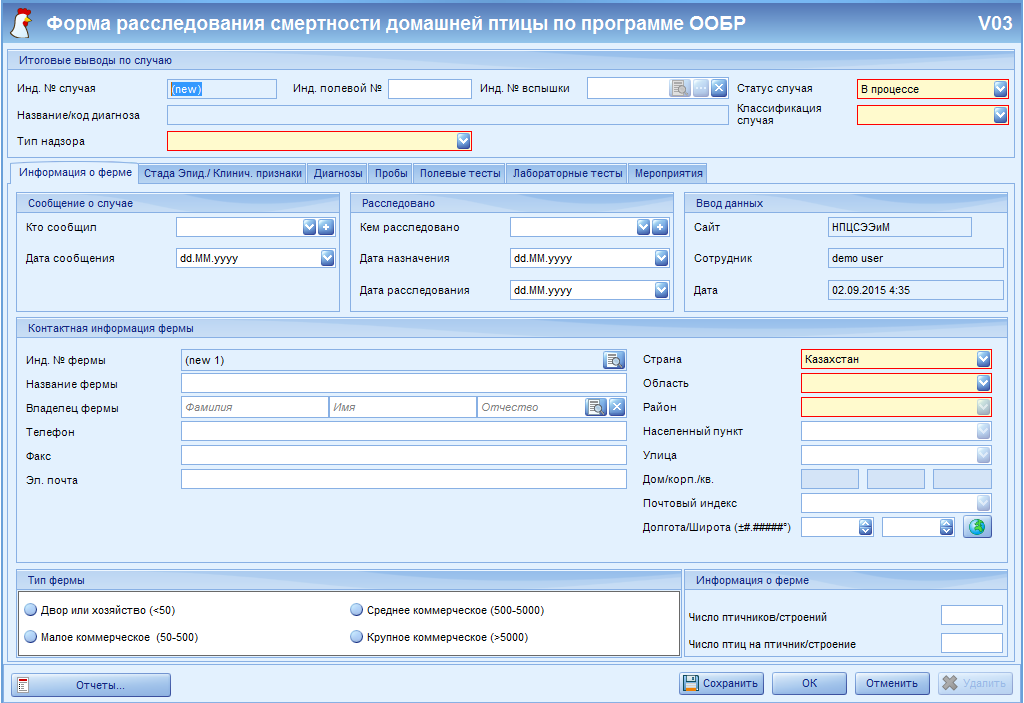 Форма расследования смертности домашней птицы по программе ООБР V03
Итоговые выводы по случаю
Инд. № случая (new) Инд. полевой № Инд. № вспышки Статус случая В процессе
Название/код диагноза Классификация
случая
Тип надзора
Информация о ферме Стада Эпид./ Клинич. признаки Диагнозы Пробы Полевые тесты Лабораторные тесты Мероприятия
Сообщение о случае Расследовано Ввод данных
Кто сообщил Кем расследовано Сайт НПЦСЭЭиМ
Дата сообщения dd.MM.yyyy Дата назначения dd.MM.yyyy Сотрудник demo user
Дата расследования dd.MM.yyyy Дата 02.09.2015 4:35
Контактная информация фермы
Инд. № фермы (new 1) Страна Казахстан
Название фермы Область
Владелец фермы Фамилия Имя Отчество Район
Телефон Населенный пункт
Факс Улица
Эл. почта Дом/корп./кв.
Почтовый индекс
Долгота/Широта (±#.#####°)
Тип фермы Информация о ферме
Двор или хозяйство (<50) Среднее коммерческое (500-5000)
Число птичников/строений
Малое коммерческое (50-500) Крупное коммерческое (>5000)
Число птиц на птичник/строение
Отчеты... Сохранить ОК Отменить Удалить